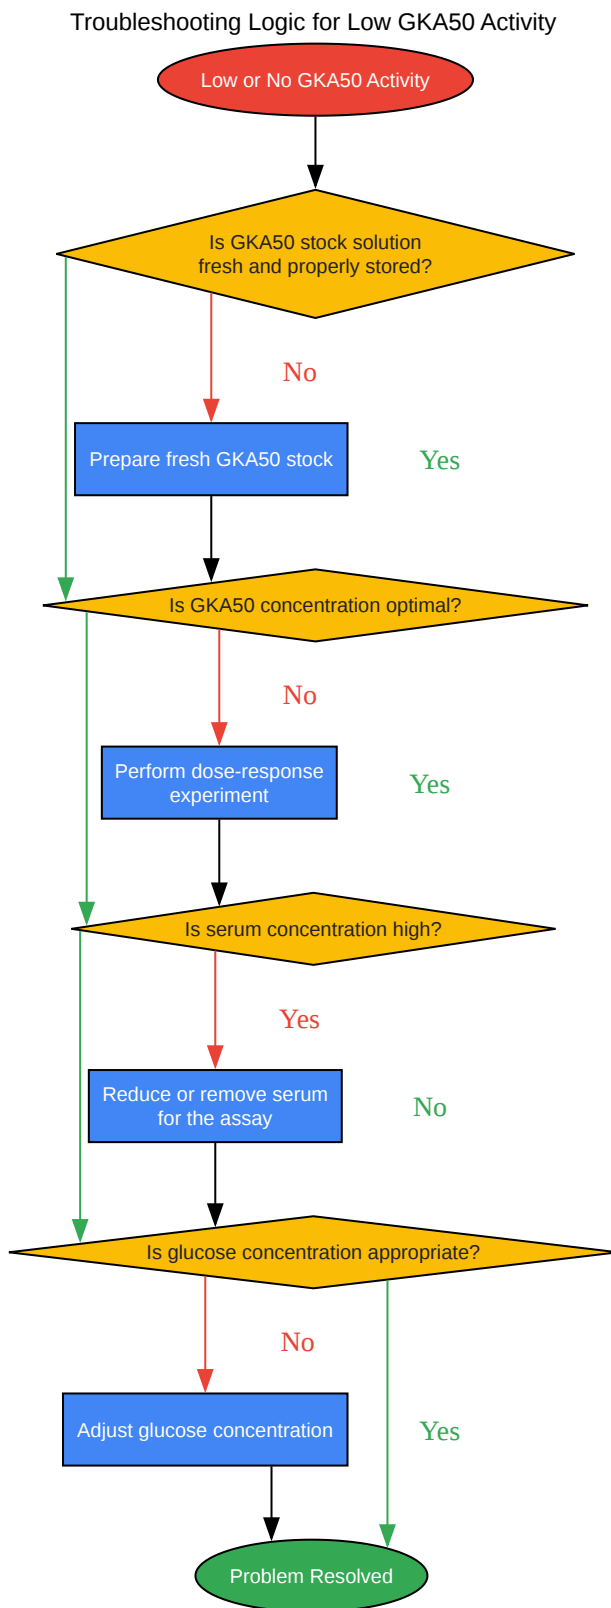 Troubleshooting Logic for Low GKA50 Activity
Low or No GKA50 Activity
Is GKA50 stock solution
fresh and properly stored?
No
Prepare fresh GKA50 stock
Yes
Is GKA50 concentration optimal?
No
Perform dose-response
experiment
Yes
Is serum concentration high?
Yes
Reduce or remove serum
for the assay
No
Is glucose concentration appropriate?
No
Adjust glucose concentration
Yes
Problem Resolved